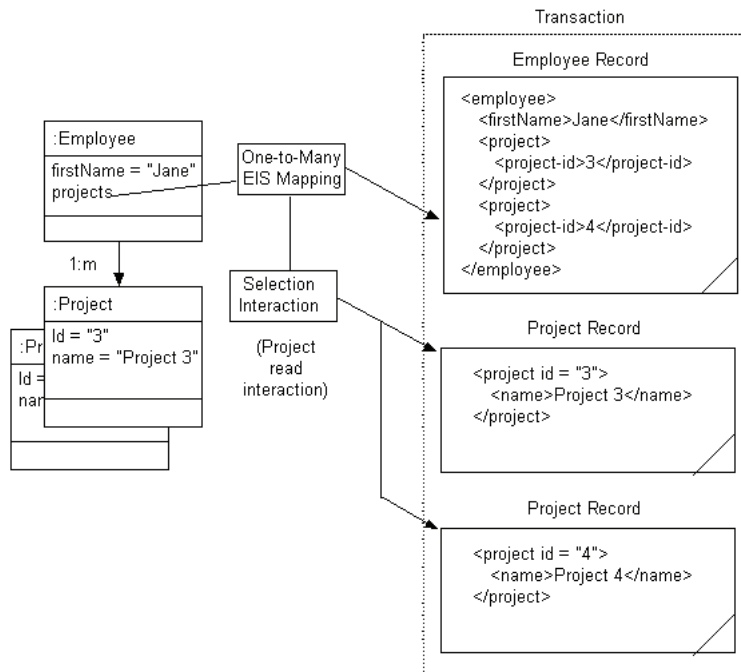 Transaction
Employee Record
<employee>
<firstName>Jane</firstName>
<project>
<project-id>3</project-id>
</project>
<project>
<project-id>4</project-id>
</project>
</employee>
:Employee
firstName = "Jane"
projects
One-to-Many
EIS Mapping
1:m
:Project
Id = "3"
name = "Project 3"
:Pr
Id =
nar
Selection
Interaction
(Project
read
interaction)
Project Record
<project id = "3">
<name>Project 3</name>
</project>
Project Record
<project id = "4">
<name>Project 4</name>
</project>